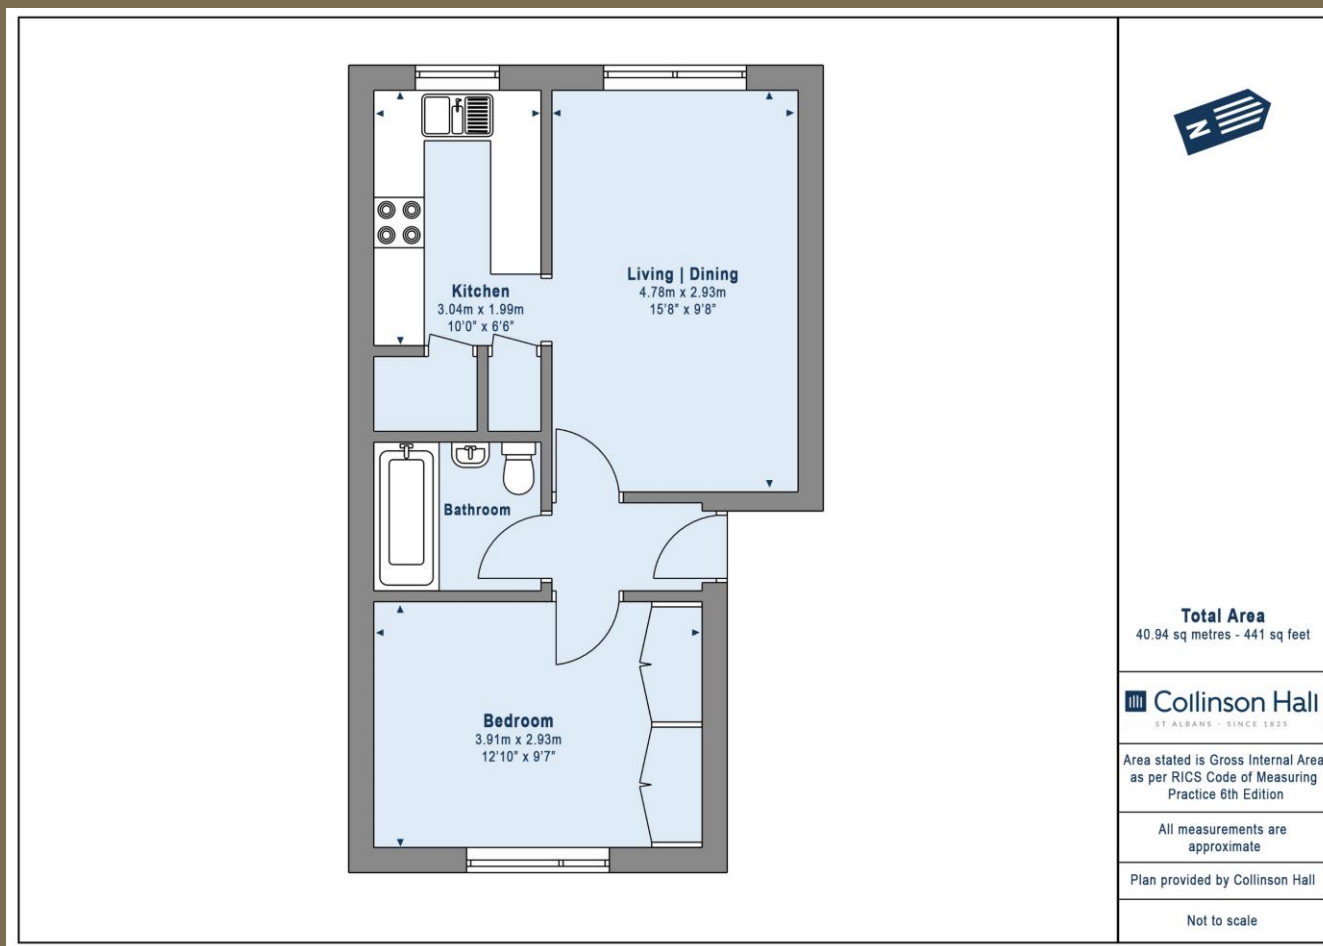 Kitchen
3.04m x 1.99m
10'0" x 6'6"
Living | Dining
4.78m x 2.93m
15'8" x 9'8"
Bathroom
Bedroom
3.91m x 2.93m
12'10" x 9'7"
N
Total Area
40.94 sq metres - 441 sq feet
Collinson Hall
ST ALBANS - SINCE 1825
Area stated is Gross Internal Area
as per RICS Code of Measuring
Practice 6th Edition
All measurements are
approximate
Plan provided by Collinson Hall
Not to scale